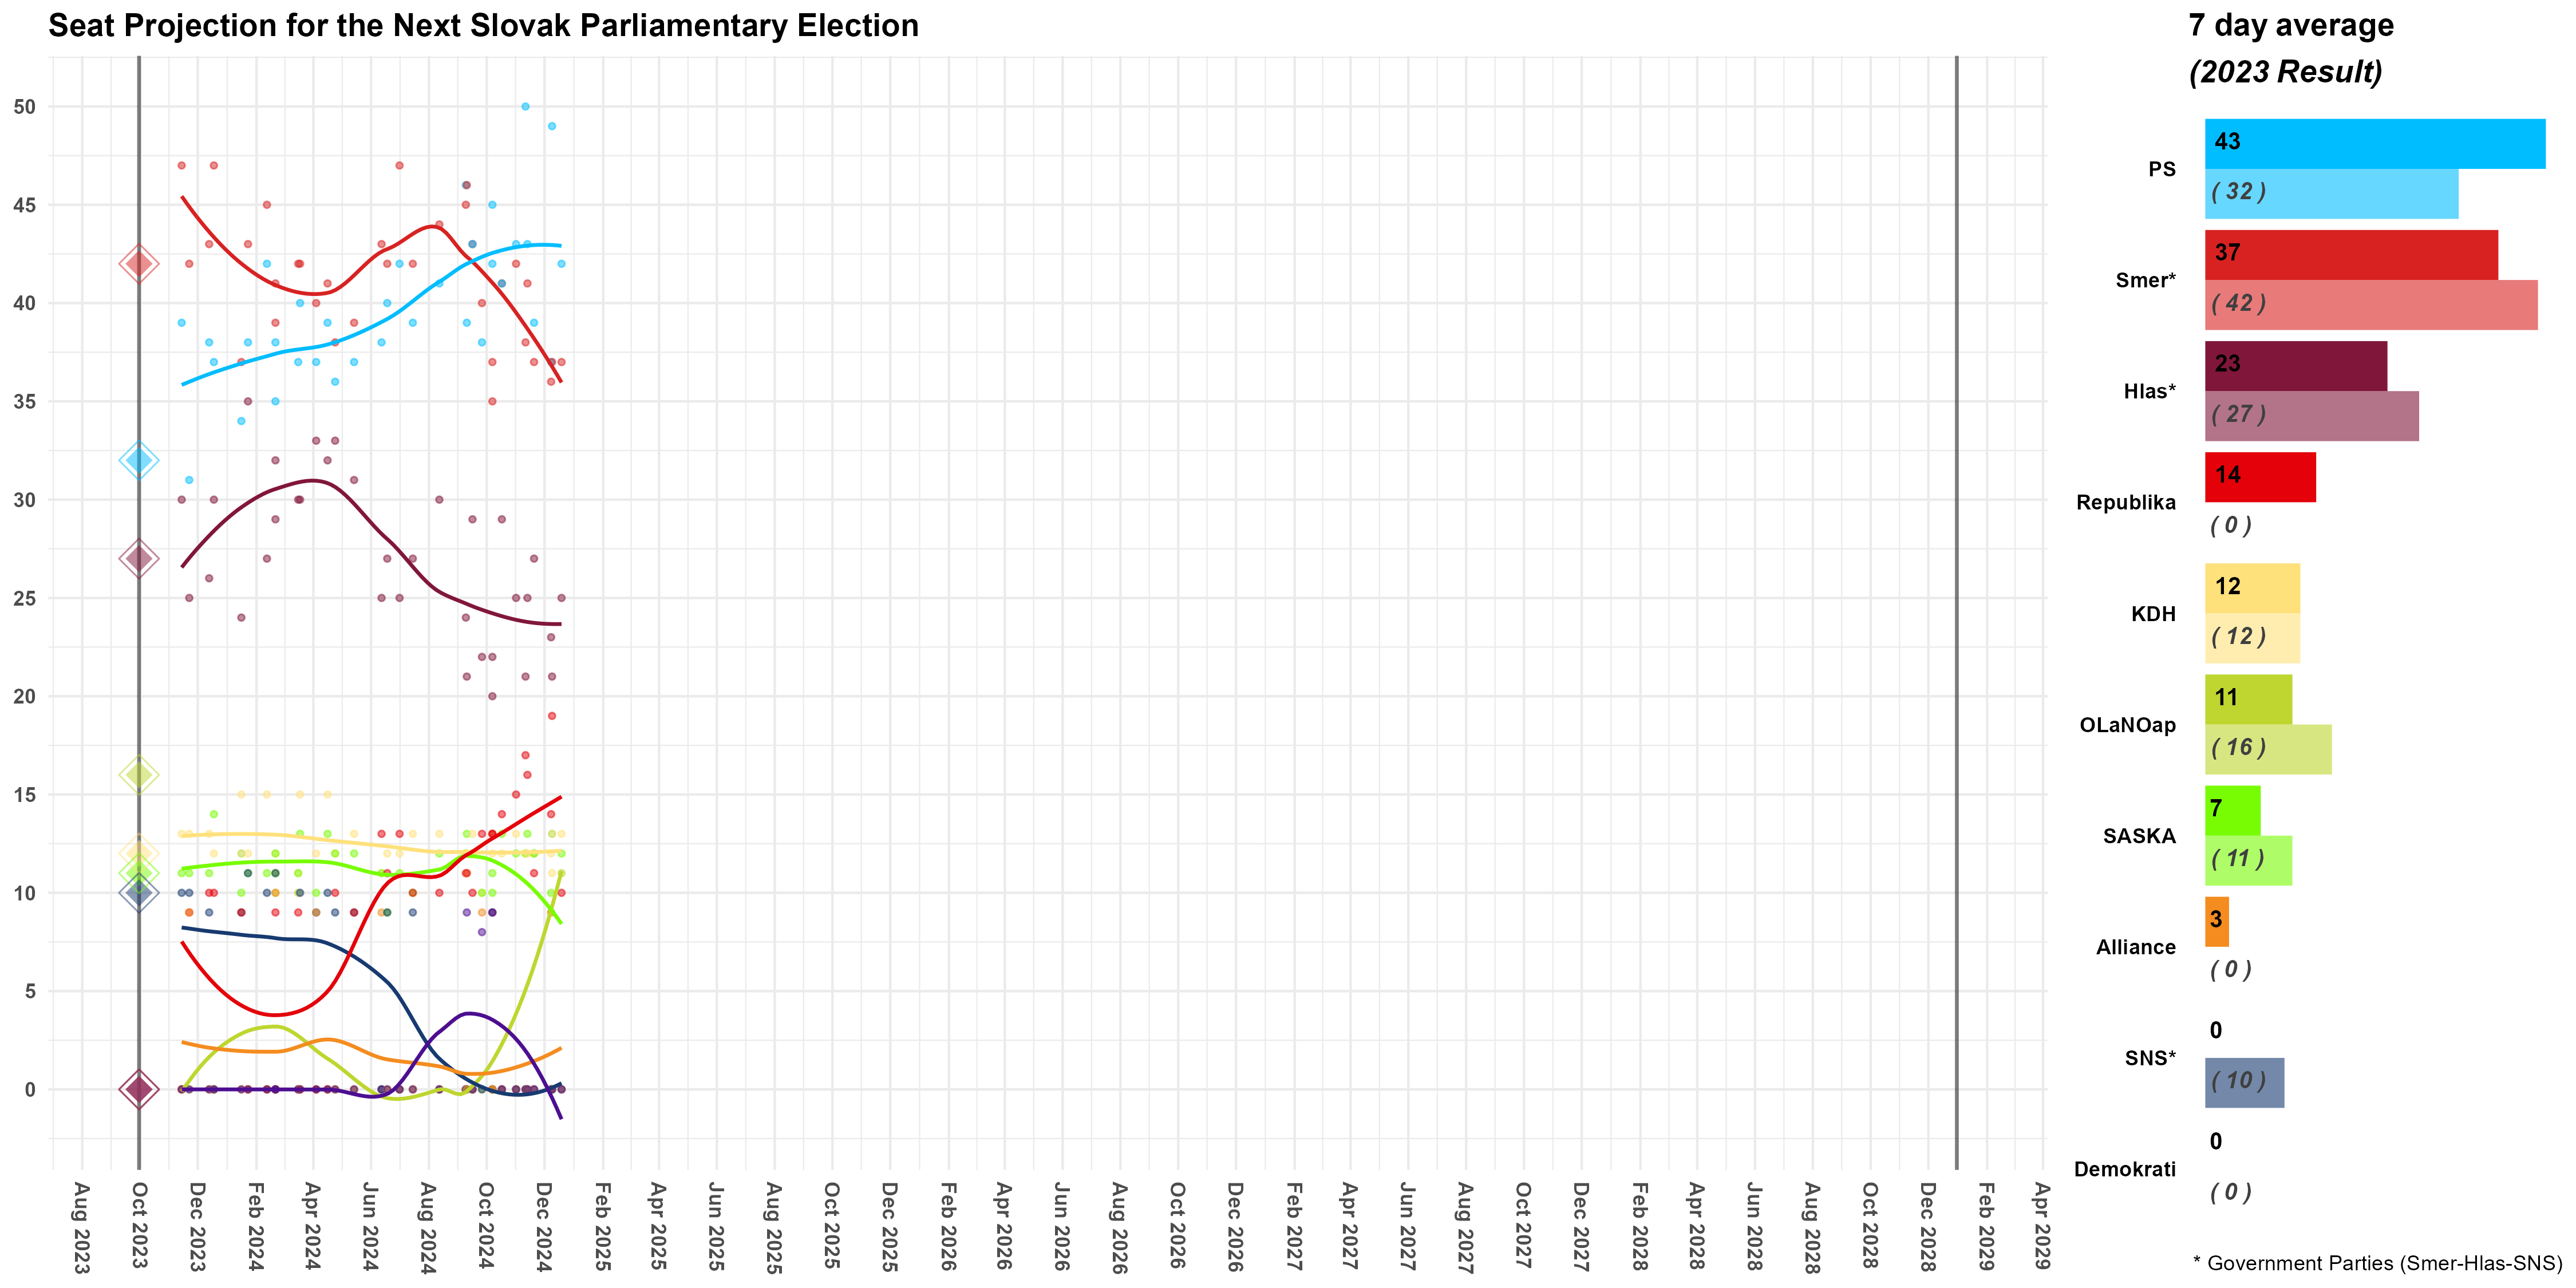 Seat Projection for the Next Slovak Parliamentary Election
7 day average
(2023 Result)
50
45
40
35
30
25
20
15
10
5
0
Aug 2023
Oct 2023
Dec 2023
Feb 2024
Apr 2024
Jun 2024
Aug 2024
Oct 2024
Dec 2024
Feb 2025
Apr 2025
Jun 2025
Aug 2025
Oct 2025
Dec 2025
Feb 2026
Apr 2026
Jun 2026
Aug 2026
Oct 2026
Dec 2026
Feb 2027
Apr 2027
Jun 2027
Aug 2027
Oct 2027
Dec 2027
Feb 2028
Apr 2028
Jun 2028
Aug 2028
Oct 2028
Dec 2028
Feb 2029
Apr 2029
PS
43
( 32 )
Smer*
37
( 42 )
Hlas*
23
( 27 )
Republika
14
( 0 )
KDH
12
( 12 )
OLaNOap
11
( 16 )
SASKA
7
( 11 )
Alliance
3
( 0 )
SNS*
0
( 10 )
Demokrati
0
( 0 )
* Government Parties (Smer-Hlas-SNS)